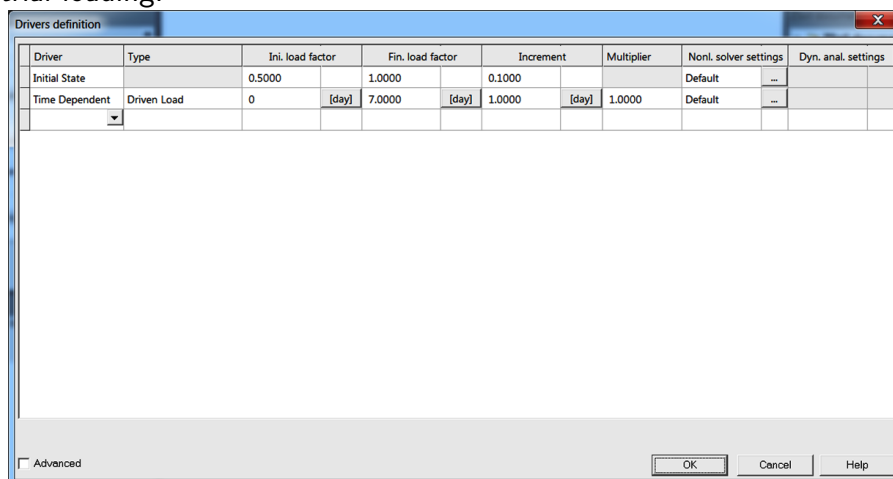 Drivers definition
Driver Type Ini. load factor Fin. load factor Increment Multiplier Nonl. solver settings Dyn. anal. settings
Initial State 0.5000 1.0000 0.1000 Default ...
Time Dependent Driven Load 0 [day] 7.0000 [day] 1.0000 [day] 1.0000 Default ...
Advanced OK Cancel Help